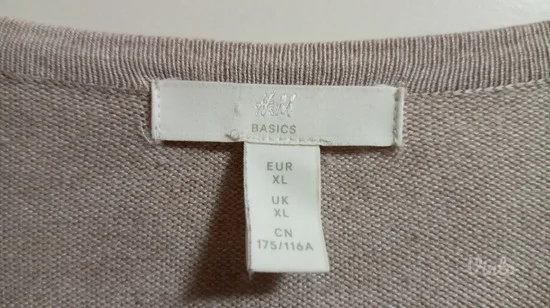 H&M
BASICS
EUR
XL
UK
XL
CN
175/116A